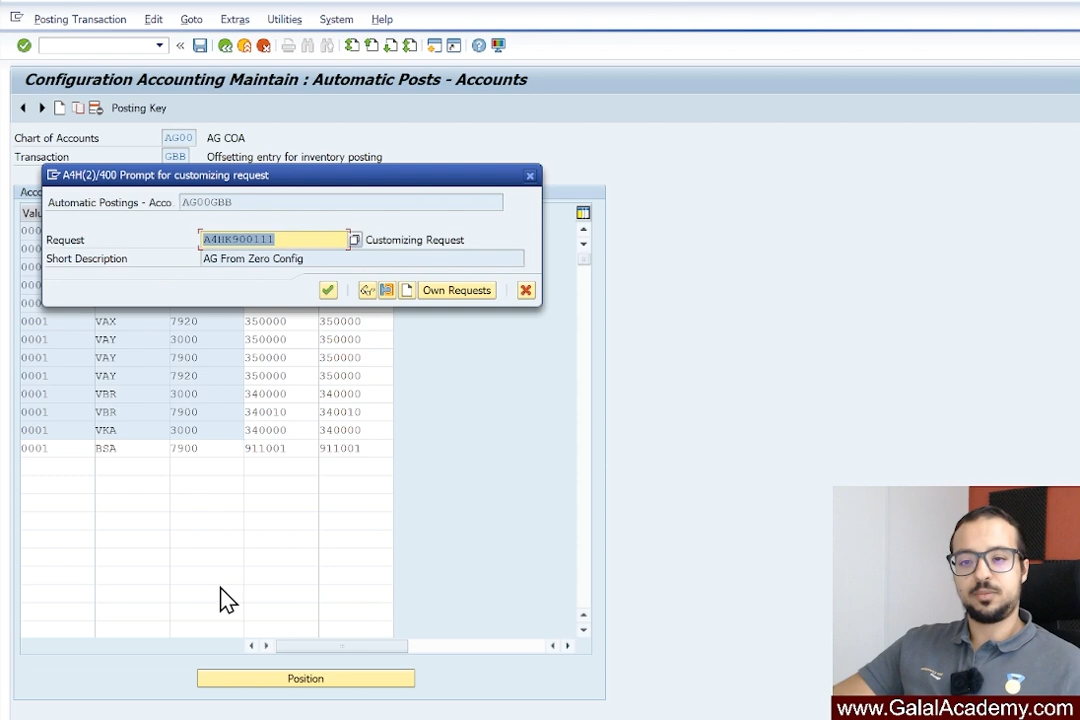 Posting Transaction Edit Goto Extras Utilities System Help
Configuration Accounting Maintain : Automatic Posts - Accounts
Posting Key
Chart of Accounts AG00 AG COA
Transaction GBB Offsetting entry for inventory posting
A4H(2)/400 Prompt for customizing request
Automatic Postings - Acco. AG00GBB
Request A4HK900111 Customizing Request
Short Description AG From Zero Config
Own Requests
0001 VAX 7920 350000 350000
0001 VAY 3000 350000 350000
0001 VAY 7900 350000 350000
0001 VAY 7920 350000 350000
0001 VBR 3000 340000 340000
0001 VBR 7900 340010 340010
0001 VKA 3000 340000 340000
0001 BSA 7900 911001 911001
Position
www.GalalAcademy.com